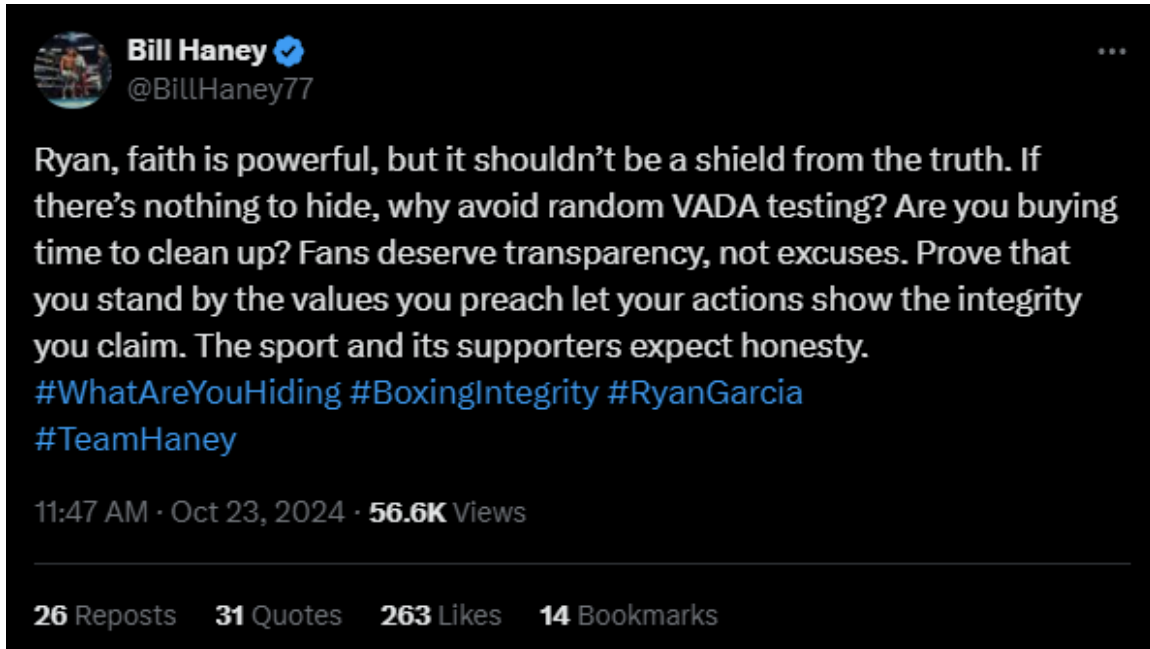 Bill Haney
@BillHaney77
Ryan, faith is powerful, but it shouldn’t be a shield from the truth. If
there’s nothing to hide, why avoid random VADA testing? Are you buying
time to clean up? Fans deserve transparency, not excuses. Prove that
you stand by the values you preach let your actions show the integrity
you claim. The sport and its supporters expect honesty.
#WhatAreYouHiding #BoxingIntegrity #RyanGarcia
#TeamHaney
11:47 AM · Oct 23, 2024 · 56.6K Views
26 Reposts 31 Quotes 263 Likes 14 Bookmarks